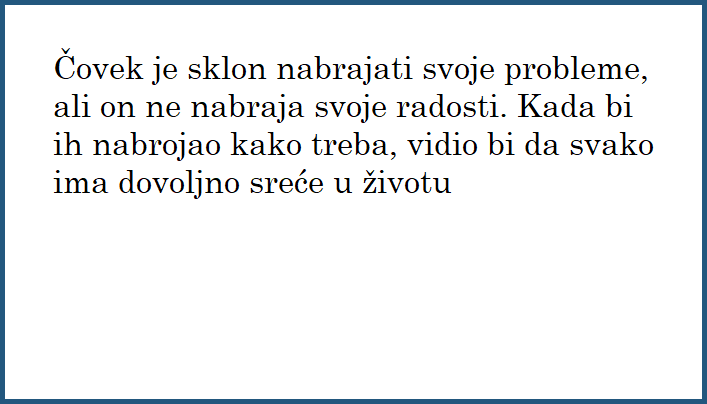 Čovek je sklon nabrajati svoje probleme,
ali on ne nabraja svoje radosti. Kada bi
ih nabrojao kako treba, vidio bi da svako
ima dovoljno sreće u životu